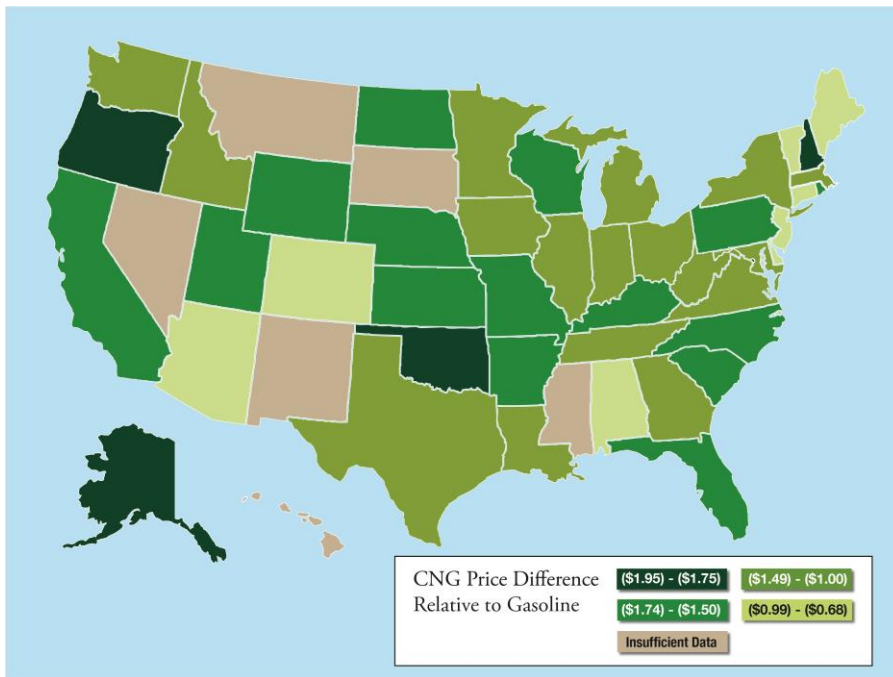 CNG Price Difference
Relative to Gasoline
($1.95) - ($1.75)
($1.49) - ($1.00)
($1.74) - ($1.50)
($0.99) - ($0.68)
Insufficient Data